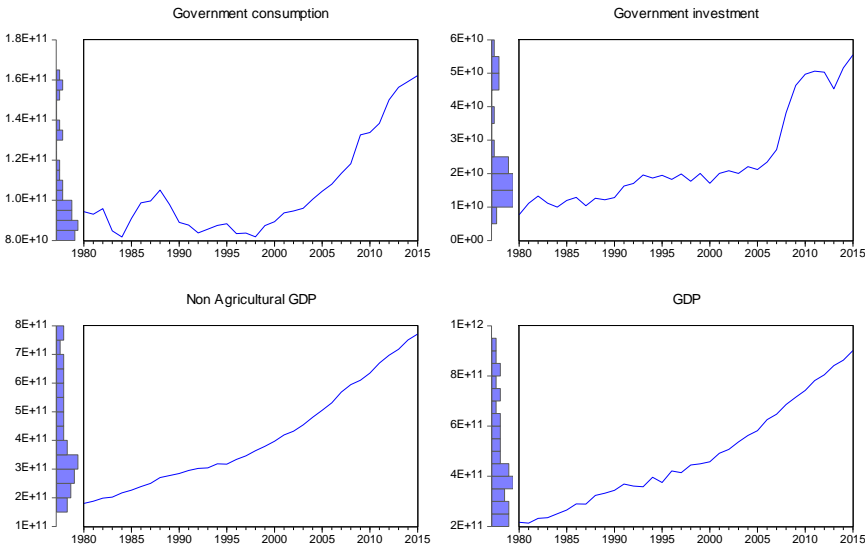 Government consumption
1.8E+11
1.6E+11
1.4E+11
1.2E+11
1.0E+11
8.0E+10
1980 1985 1990 1995 2000 2005 2010 2015
Government investment
6E+10
5E+10
4E+10
3E+10
2E+10
1E+10
0E+00
1980 1985 1990 1995 2000 2005 2010 2015
Non Agricultural GDP
8E+11
7E+11
6E+11
5E+11
4E+11
3E+11
2E+11
1E+11
1980 1985 1990 1995 2000 2005 2010 2015
GDP
1E+12
8E+11
6E+11
4E+11
2E+11
1980 1985 1990 1995 2000 2005 2010 2015